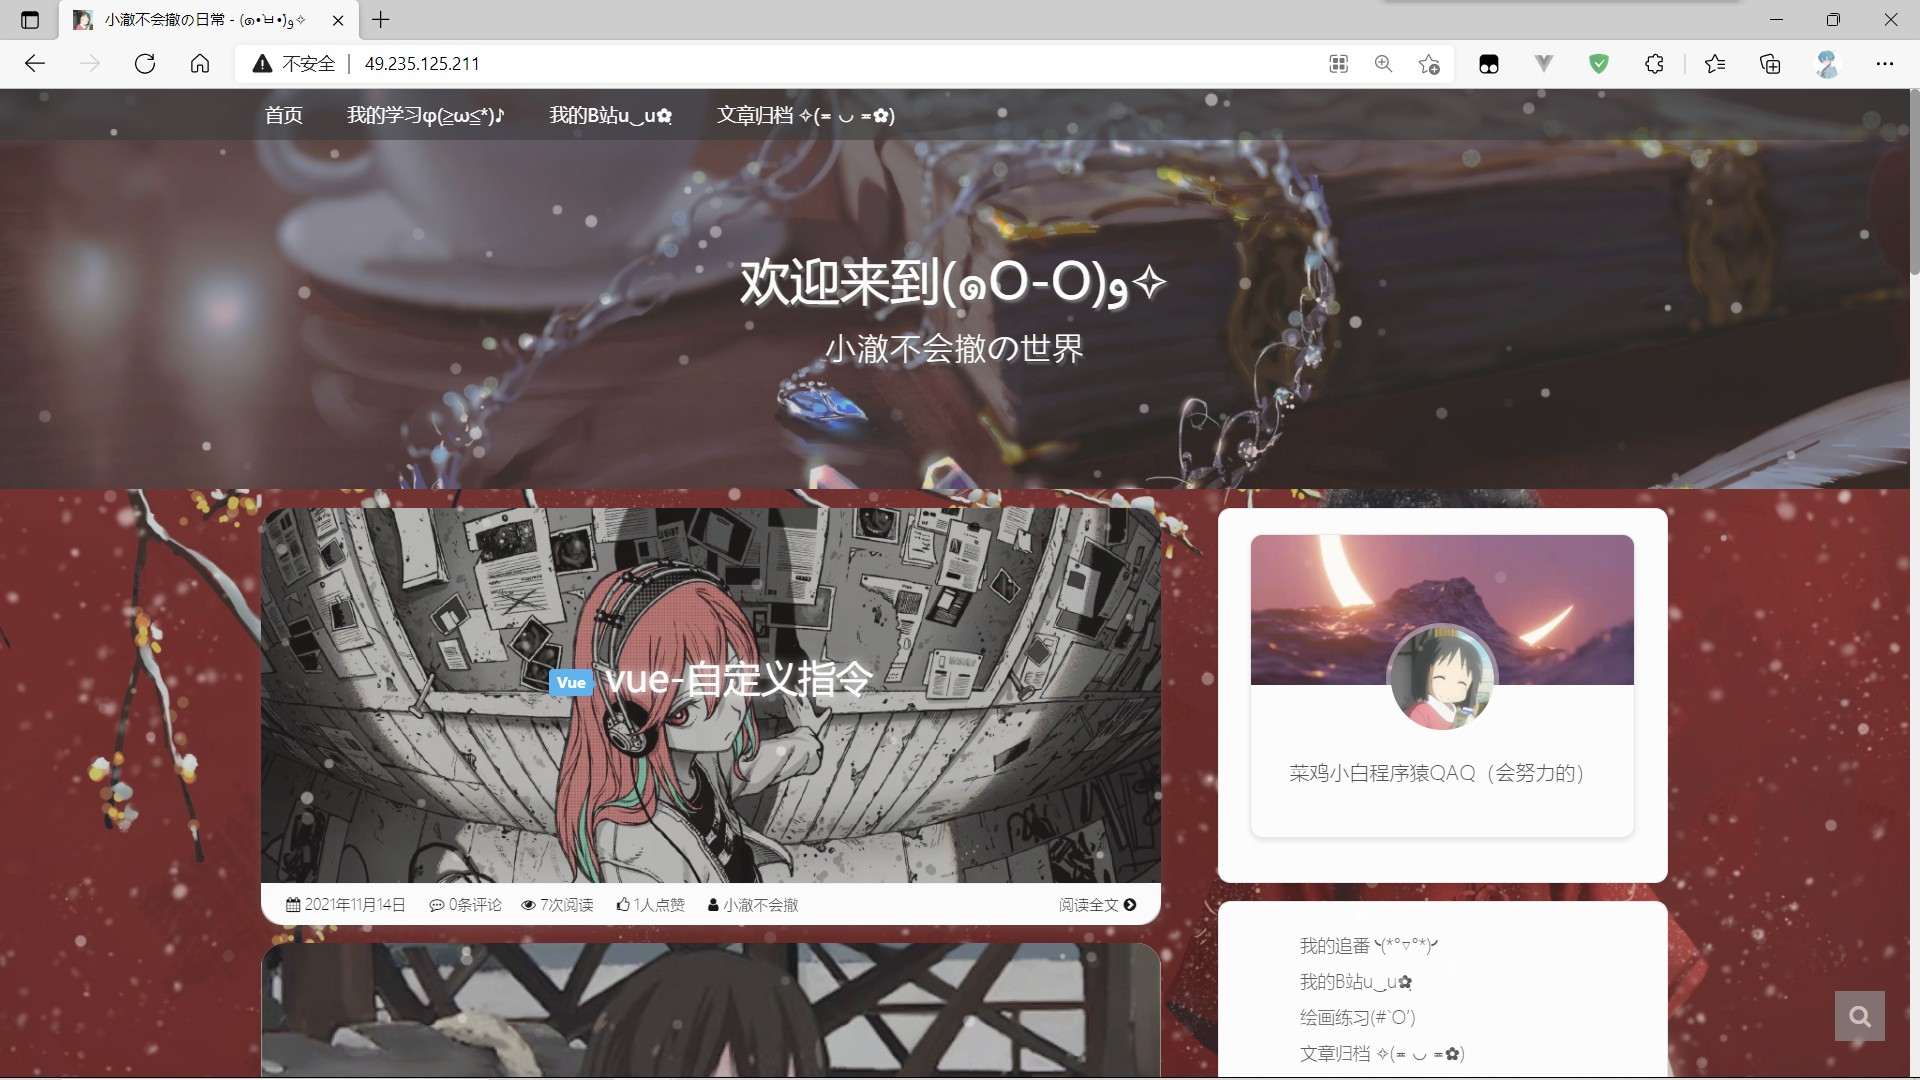 小澈不会撤の日常 - (๑•̀ㅂ•́)و✧
不安全 | 49.235.125.211
首页 我的学习φ(≥ω≤*)♪ 我的B站u‿ụ✿ 文章归档 ✧(≖ ◡ ≖✿)
欢迎来到(๑O-O)و✧
小澈不会撤の世界
Vue vue-自定义指令
2021年11月14日 0条评论 7次阅读 1人点赞 小澈不会撤 阅读全文
菜鸡小白程序猿QAQ（会努力的）
我的追番 ╰(*°▽°*)╯
我的B站u‿ụ✿
绘画练习(#`O′)
文章归档 ✧(≖ ◡ ≖✿)